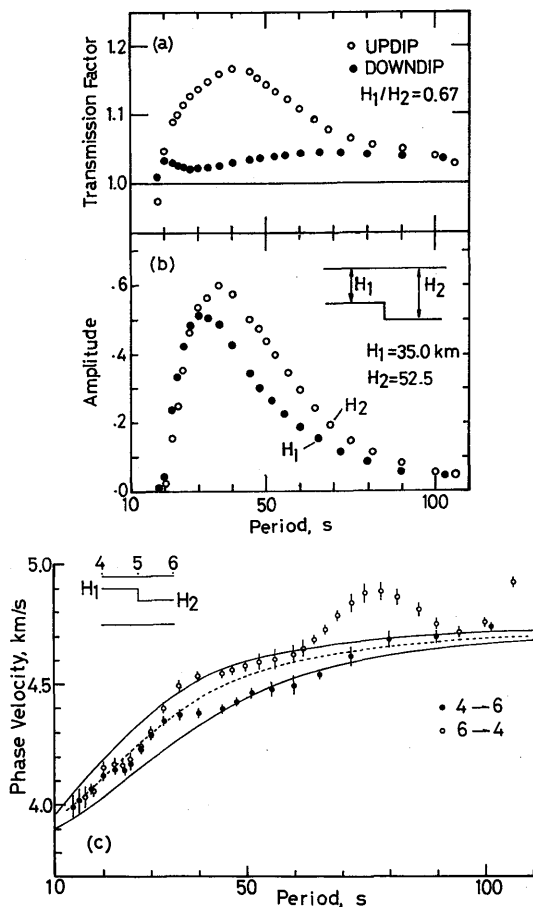 (a)
○ UPDIP
● DOWNDIP
H1/H2 = 0.67
Transmission Factor
1.2
1.1
1.0
(b)
H1
H2
H1=35.0 km
H2=52.5
Amplitude
.6
.4
.2
.0
H2
H1
10 50 100
Period, s
4 5 6
H1
H2
Phase Velocity, km/s
5.0
4.5
4.0
● 4—6
○ 6—4
(c)
10 50 100
Period, s